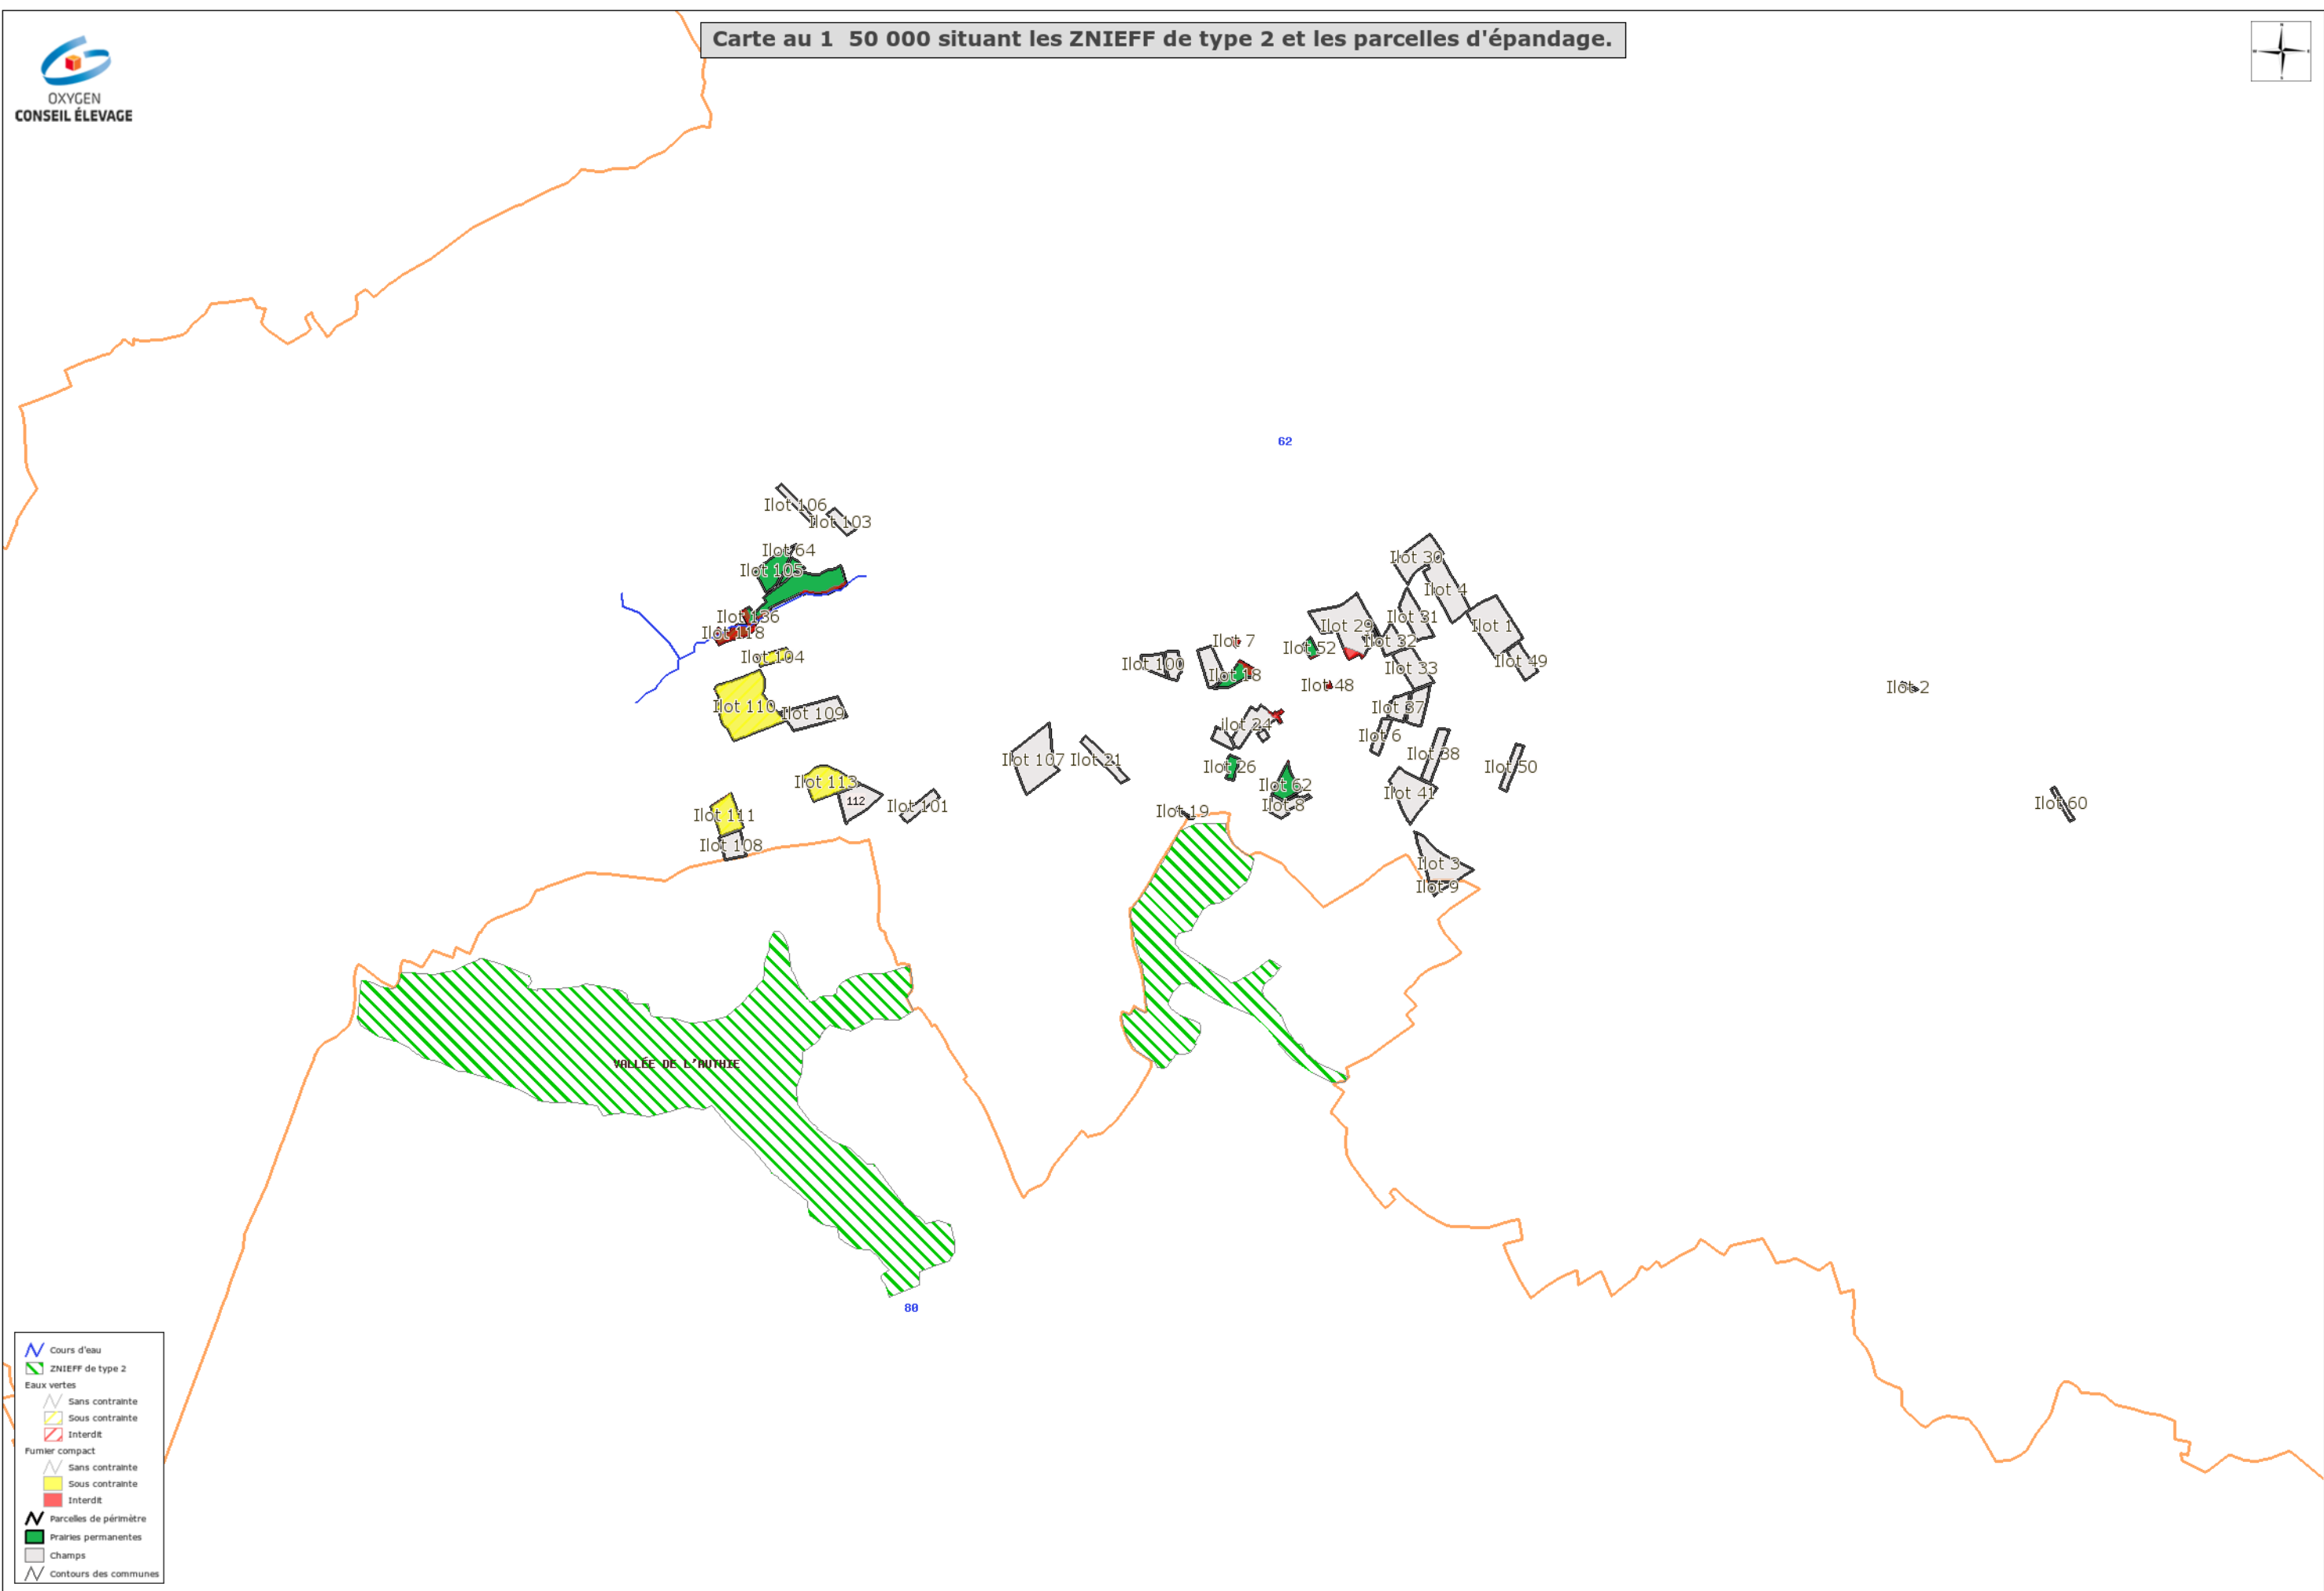 Carte au 1  50 000 situant les ZNIEFF de type 2 et les parcelles d'épandage.
OXYGEN
CONSEIL ÉLEVAGE
62
Ilot 106
Ilot 103
Ilot 64
Ilot 105
Ilot 136
Ilot 118
Ilot 104
Ilot 110
Ilot 109
Ilot 113
112
Ilot 101
Ilot 111
Ilot 108
Ilot 107
Ilot 21
Ilot 100
Ilot 7
Ilot 18
Ilot 52
Ilot 48
ilot 24
Ilot 26
Ilot 62
Ilot 8
Ilot 19
Ilot 30
Ilot 4
Ilot 31
Ilot 29
Ilot 32
Ilot 1
Ilot 33
Ilot 49
Ilot 37
Ilot 6
Ilot 38
Ilot 50
Ilot 41
Ilot 3
Ilot 9
Ilot 2
Ilot 60
VALLÉE DE L'AUTHIE
80
Cours d'eau
ZNIEFF de type 2
Eaux vertes
Sans contrainte
Sous contrainte
Interdit
Fumier compact
Sans contrainte
Sous contrainte
Interdit
Parcelles de périmètre
Prairies permanentes
Champs
Contours des communes